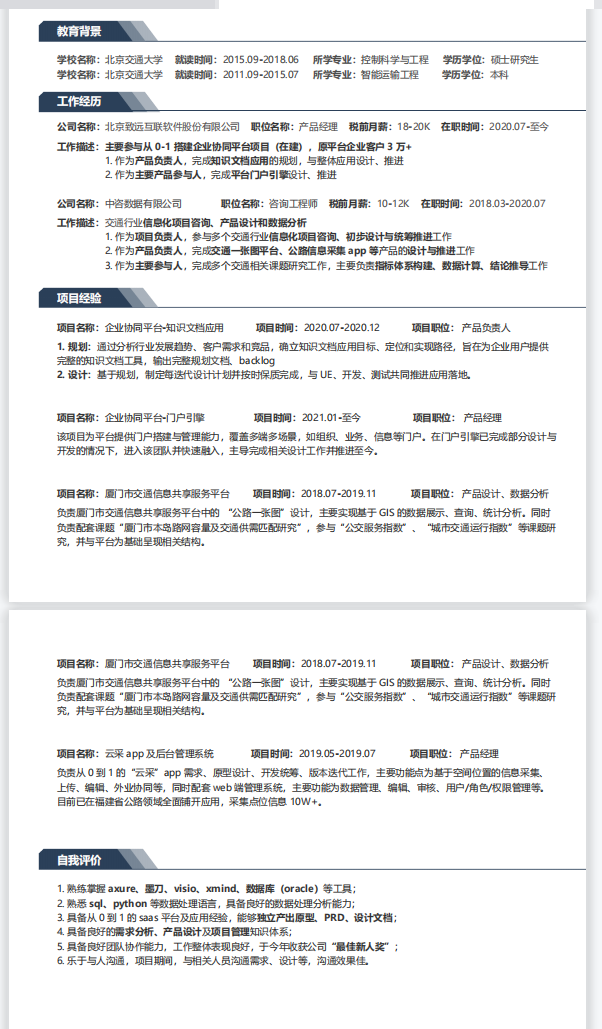 教育背景
学校名称：北京交通大学 就读时间：2015.09-2018.06 所学专业：控制科学与工程 学历学位：硕士研究生
学校名称：北京交通大学 就读时间：2011.09-2015.07 所学专业：智能运输工程 学历学位：本科
工作经历
公司名称：北京致远互联软件股份有限公司 职位名称：产品经理 税前月薪：18-20K 在职时间：2020.07-至今
工作描述：主要参与从 0-1 搭建企业协同平台项目（在建），原平台企业客户 3 万+
1. 作为产品负责人，完成知识文档应用的规划，与整体应用设计、推进
2. 作为主要产品参与人，完成平台门户引擎设计、推进
公司名称：中咨数据有限公司 职位名称：咨询工程师 税前月薪：10-12K 在职时间：2018.03-2020.07
工作描述：交通行业信息化项目咨询、产品设计和数据分析
1. 作为项目负责人，参与多个交通行业信息化项目咨询、初步设计与统筹推进工作
2. 作为产品负责人，完成交通一张图平台、公路信息采集 app 等产品的设计与推进工作
3. 作为主要参与人，完成多个交通相关课题研究工作，主要负责指标体系构建、数据计算、结论推导工作
项目经验
项目名称：企业协同平台-知识文档应用 项目时间：2020.07-2020.12 项目职位： 产品负责人
1. 规划：通过分析行业发展趋势、客户需求和竞品，确立知识文档应用目标、定位和实现路径，旨在为企业用户提供
完整的知识文档工具，输出完整规划文档、backlog
2. 设计：基于规划，制定每迭代设计计划并按时保质完成，与 UE、开发、测试共同推进应用落地。
项目名称：企业协同平台-门户引擎 项目时间：2021.01-至今 项目职位： 产品经理
该项目为平台提供门户搭建与管理能力，覆盖多端多场景，如组织、业务、信息等门户。在门户引擎已完成部分设计与
开发的情况下，进入该团队并快速融入，主导完成相关设计工作并推进至今。
项目名称：厦门市交通信息共享服务平台 项目时间：2018.07-2019.11 项目职位： 产品设计、数据分析
负责厦门市交通信息共享服务平台中的 “公路一张图”设计，主要实现基于 GIS 的数据展示、查询、统计分析。同时
负责配套课题“厦门市本岛路网容量及交通供需匹配研究”，参与“公交服务指数”、 “城市交通运行指数”等课题研
究，并与平台为基础呈现相关结构。
项目名称：厦门市交通信息共享服务平台 项目时间：2018.07-2019.11 项目职位： 产品设计、数据分析
负责厦门市交通信息共享服务平台中的 “公路一张图”设计，主要实现基于 GIS 的数据展示、查询、统计分析。同时
负责配套课题“厦门市本岛路网容量及交通供需匹配研究”，参与“公交服务指数”、 “城市交通运行指数”等课题研
究，并与平台为基础呈现相关结构。
项目名称：云采 app 及后台管理系统 项目时间：2019.05-2019.07 项目职位： 产品经理
负责从 0 到 1 的“云采”app 需求、原型设计、开发统筹、版本迭代工作，主要功能点为基于空间位置的信息采集、
上传、编辑、外业协同等，同时配套 web 端管理系统，主要功能为数据管理、编辑、审核、用户/角色/权限管理等。
目前已在福建省公路领域全面铺开应用，采集点位信息 10W+。
自我评价
1. 熟练掌握 axure、墨刀、visio、xmind、数据库（oracle）等工具；
2. 熟悉 sql、python 等数据处理语言，具备良好的数据处理分析能力；
3. 具备从 0 到 1 的 saas 平台及应用经验，能够独立产出原型、PRD、设计文档；
4. 具备良好的需求分析、产品设计及项目管理知识体系；
5. 具备良好团队协作能力，工作整体表现良好，于今年收获公司“最佳新人奖”；
6. 乐于与人沟通，项目期间，与相关人员沟通需求、设计等，沟通效果佳。